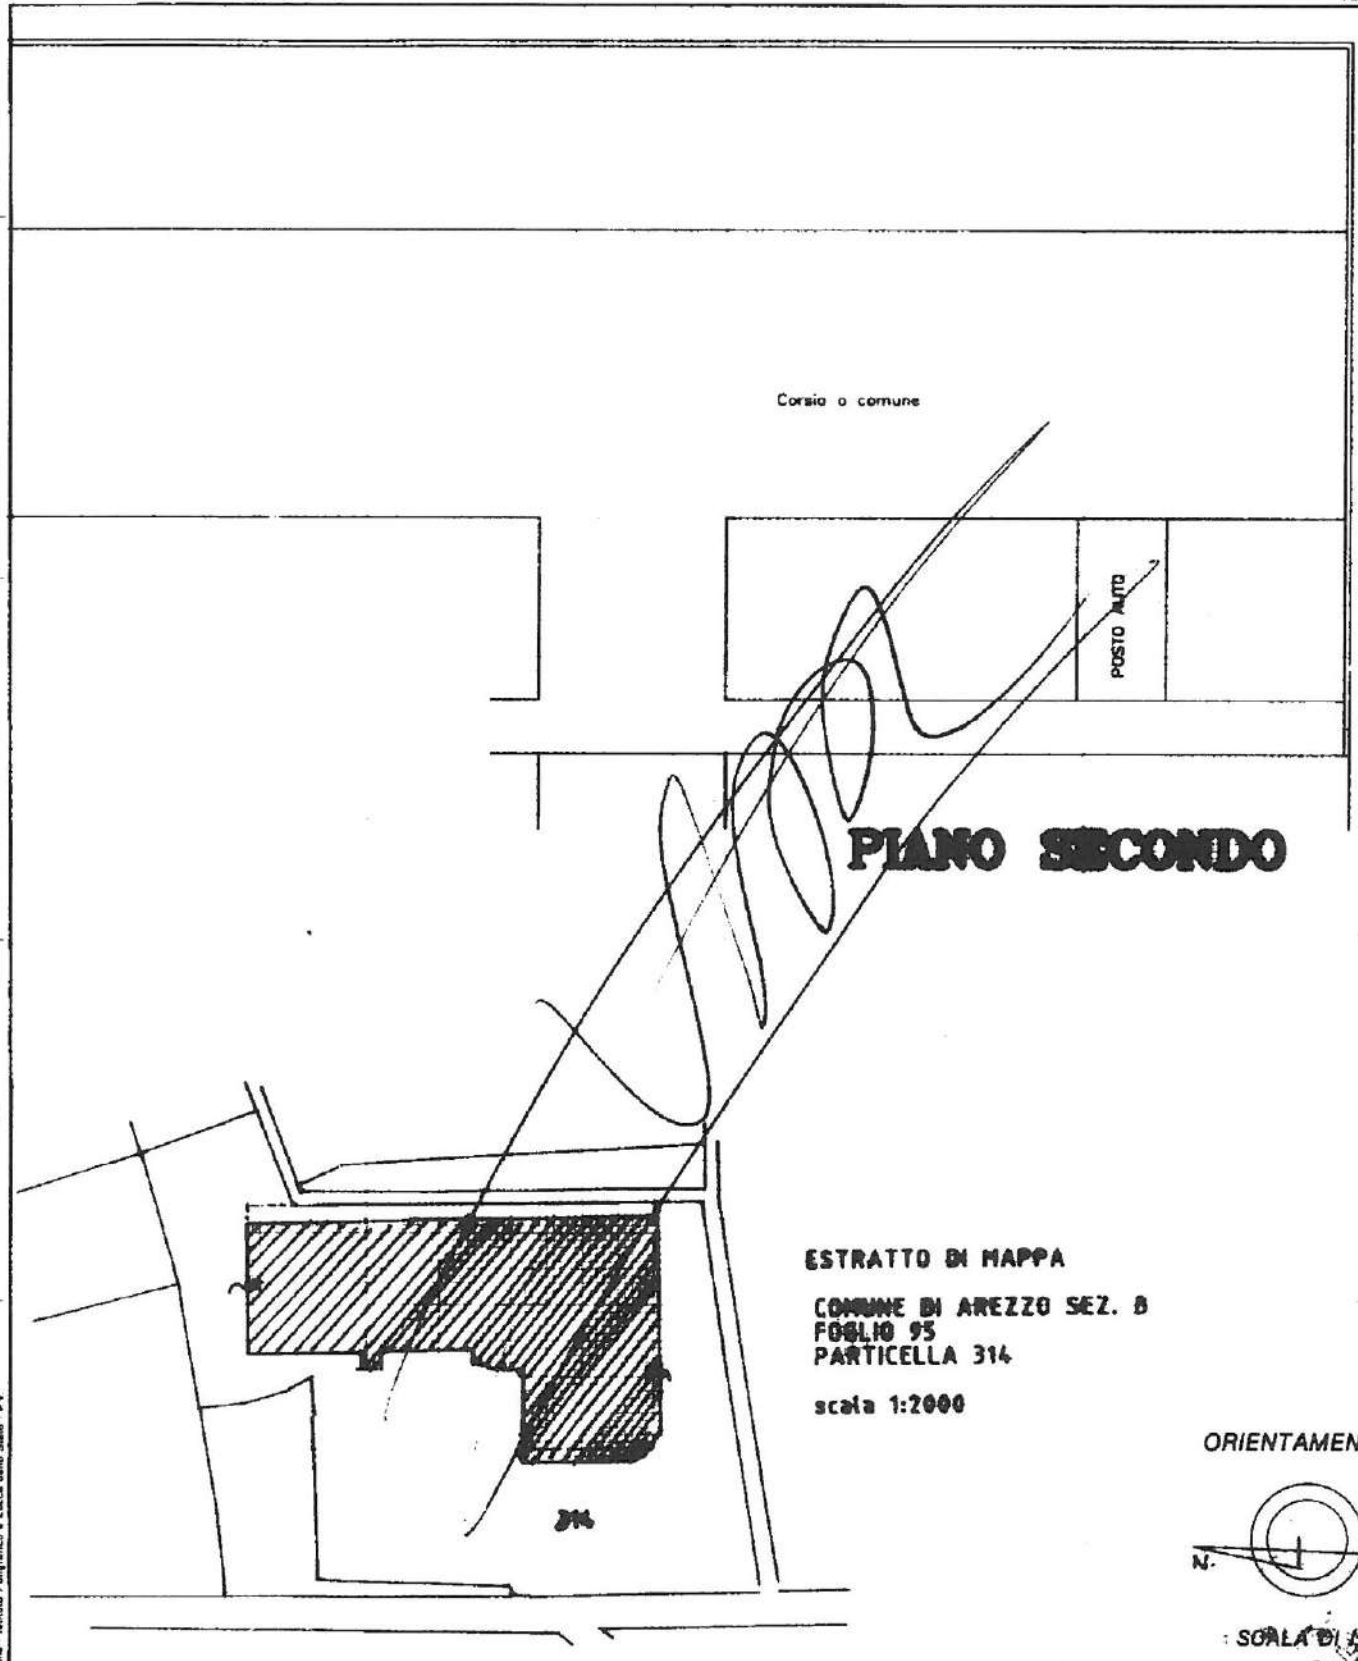 Corsia o comune
POSTO AUTO
PIANO SECONDO
ESTRATTO DI MAPPA
COMUNE DI AREZZO SEZ. B
FOGLIO 95
PARTICELLA 314
scala 1:2000
314
ORIENTAMEN
N.
SCALA DI